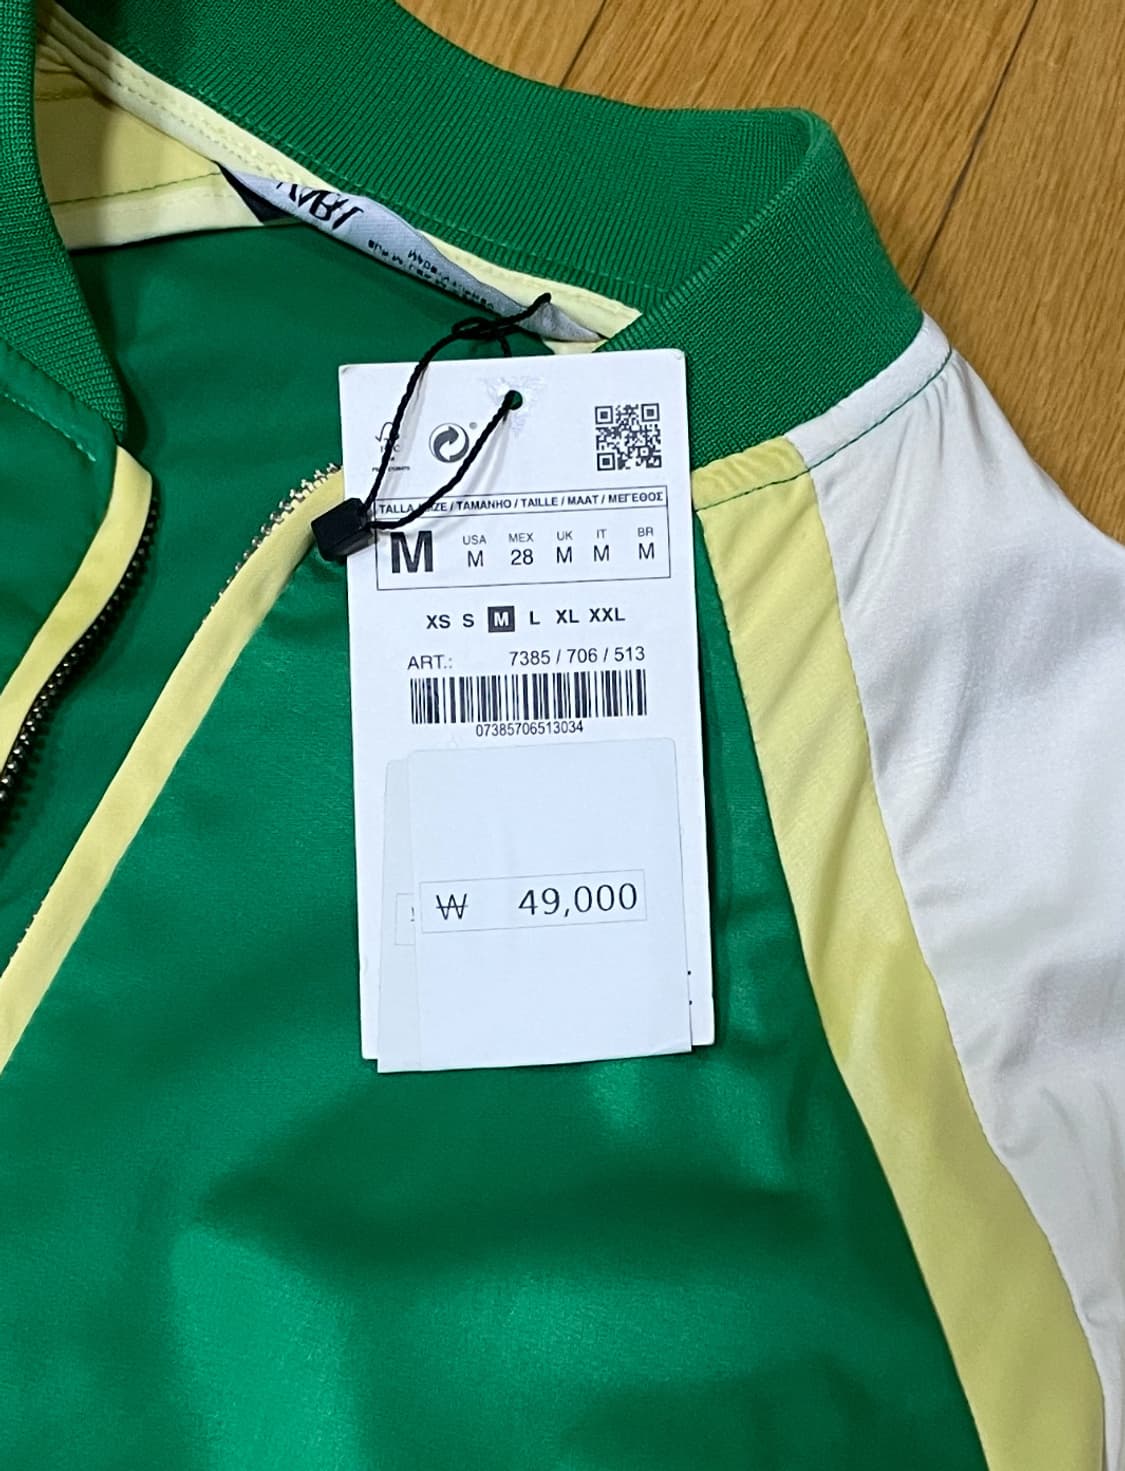 ZARA
TALLA / SIZE / TAMANHO / TAILLE / MAAT / ΜΕΓΕΘΟΣ
M
USA MEX UK IT BR
M 28 M M M
XS S M L XL XXL
ART.: 7385 / 706 / 513
07385706513034
₩ 49,000